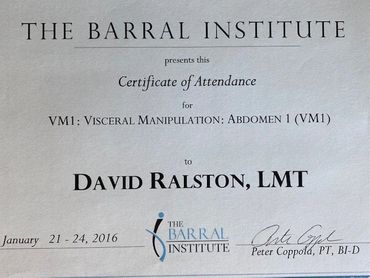 THE BARRAL INSTITUTE
presents this
Certificate of Attendance
for
VM1: VISCERAL MANIPULATION: ABDOMEN 1 (VM1)
to
DAVID RALSTON, LMT
January 21 - 24, 2016
THE
BARRAL
INSTITUTE
Peter Coppola, PT, BI-D